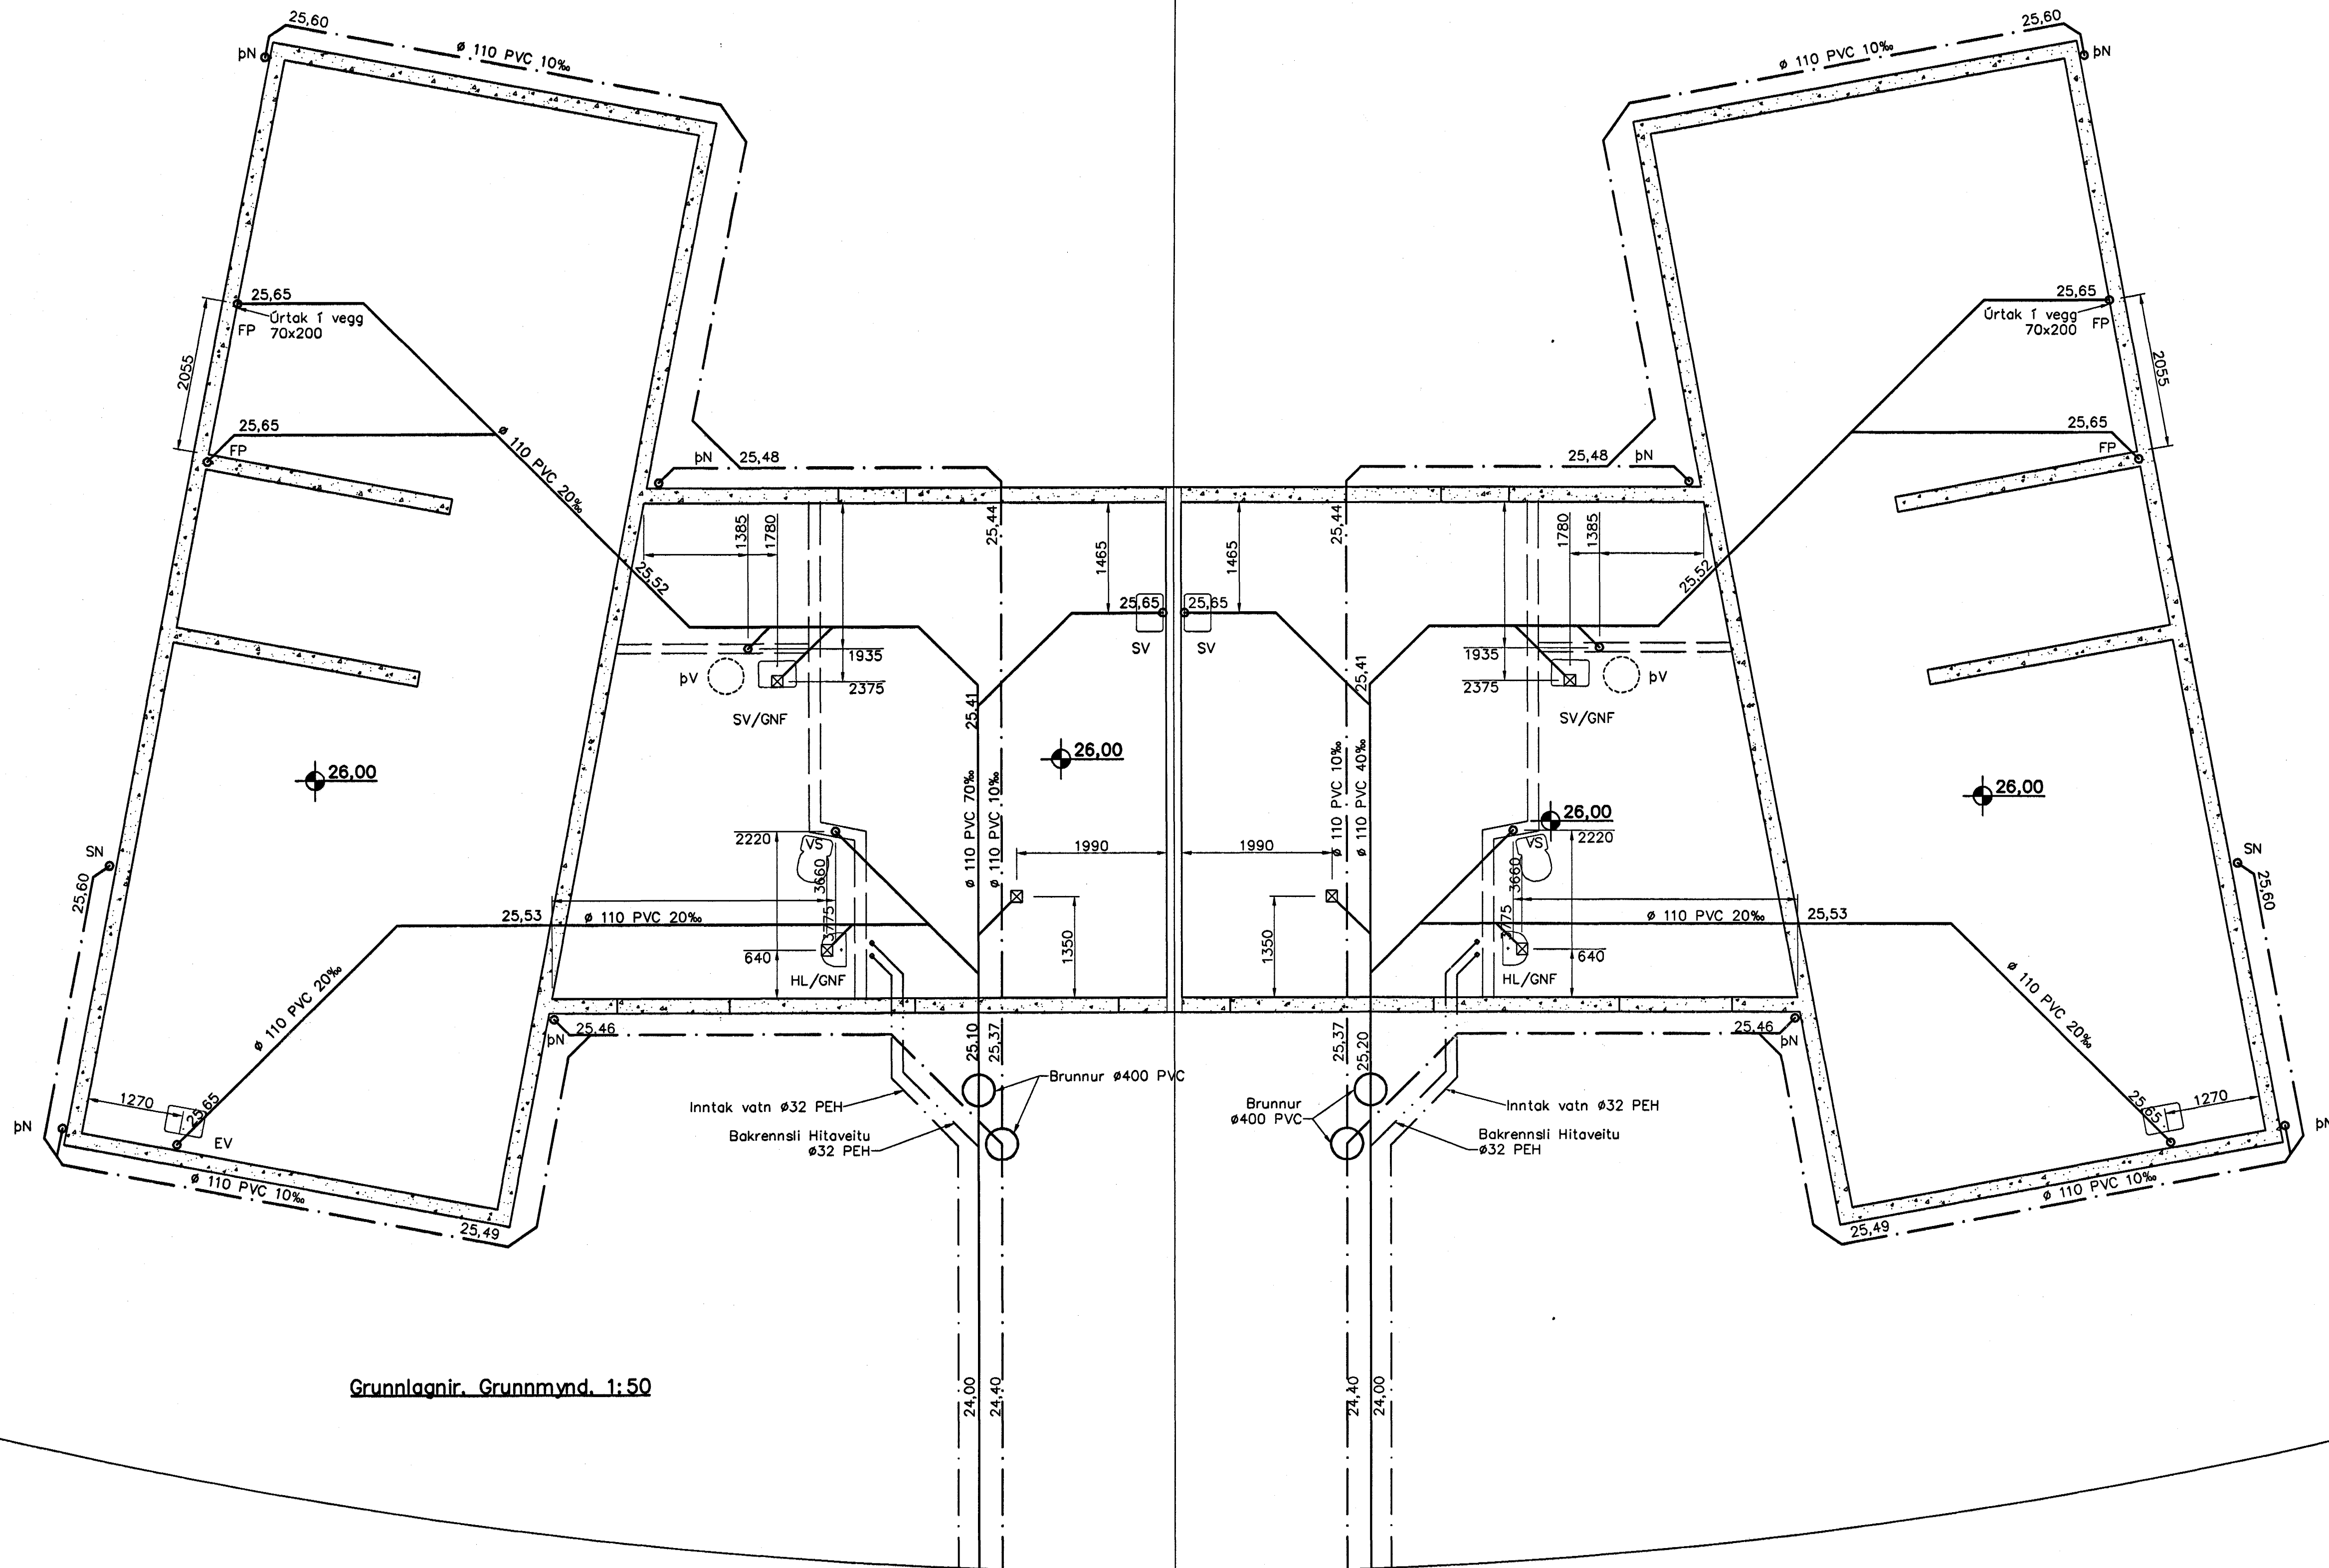 25,60
ø 110 PVC 10‰
þN
25,60
ø 110 PVC 10‰
þN
25,65
Úrtak í vegg
70x200
FP
2055
25,65
FP
ø 110 PVC 20‰
þN
25,48
25,48
þN
25,65
Úrtak í vegg
70x200
FP
2055
25,65
FP
1385
1780
25,44
1465
1465
25,44
1780
1385
25,52
25,52
25,65
25,65
SV
SV
1935
2375
þV
SV/GNF
1935
2375
þV
SV/GNF
25,41
25,41
26,00
26,00
26,00
26,00
ø 110 PVC 70‰
ø 110 PVC 10‰
ø 110 PVC 10‰
ø 110 PVC 40‰
2220
VS
3660
3775
1990
1990
2220
VS
3660
3775
SN
25,60
SN
25,60
25,53
ø 110 PVC 20‰
ø 110 PVC 20‰
25,53
640
HL/GNF
1350
1350
640
HL/GNF
ø 110 PVC 20‰
ø 110 PVC 20‰
25,46
þN
25,10
25,37
25,37
25,20
25,46
þN
1270
25,65
EV
þN
Inntak vatn ø32 PEH
Bakrennsli Hitaveitu
ø32 PEH
Brunnur ø400 PVC
Brunnur
ø400 PVC
Inntak vatn ø32 PEH
Bakrennsli Hitaveitu
ø32 PEH
25,65
1270
þN
ø 110 PVC 10‰
25,49
25,49
ø 110 PVC 10‰
Grunnlagnir. Grunnmynd. 1:50
24,00
24,40
24,40
24,00